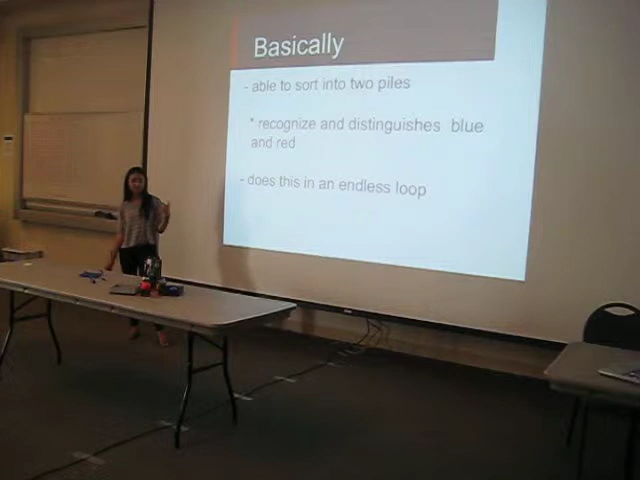 Basically
- able to sort into two piles
* recognize and distinguishes blue
and red
- does this in an endless loop